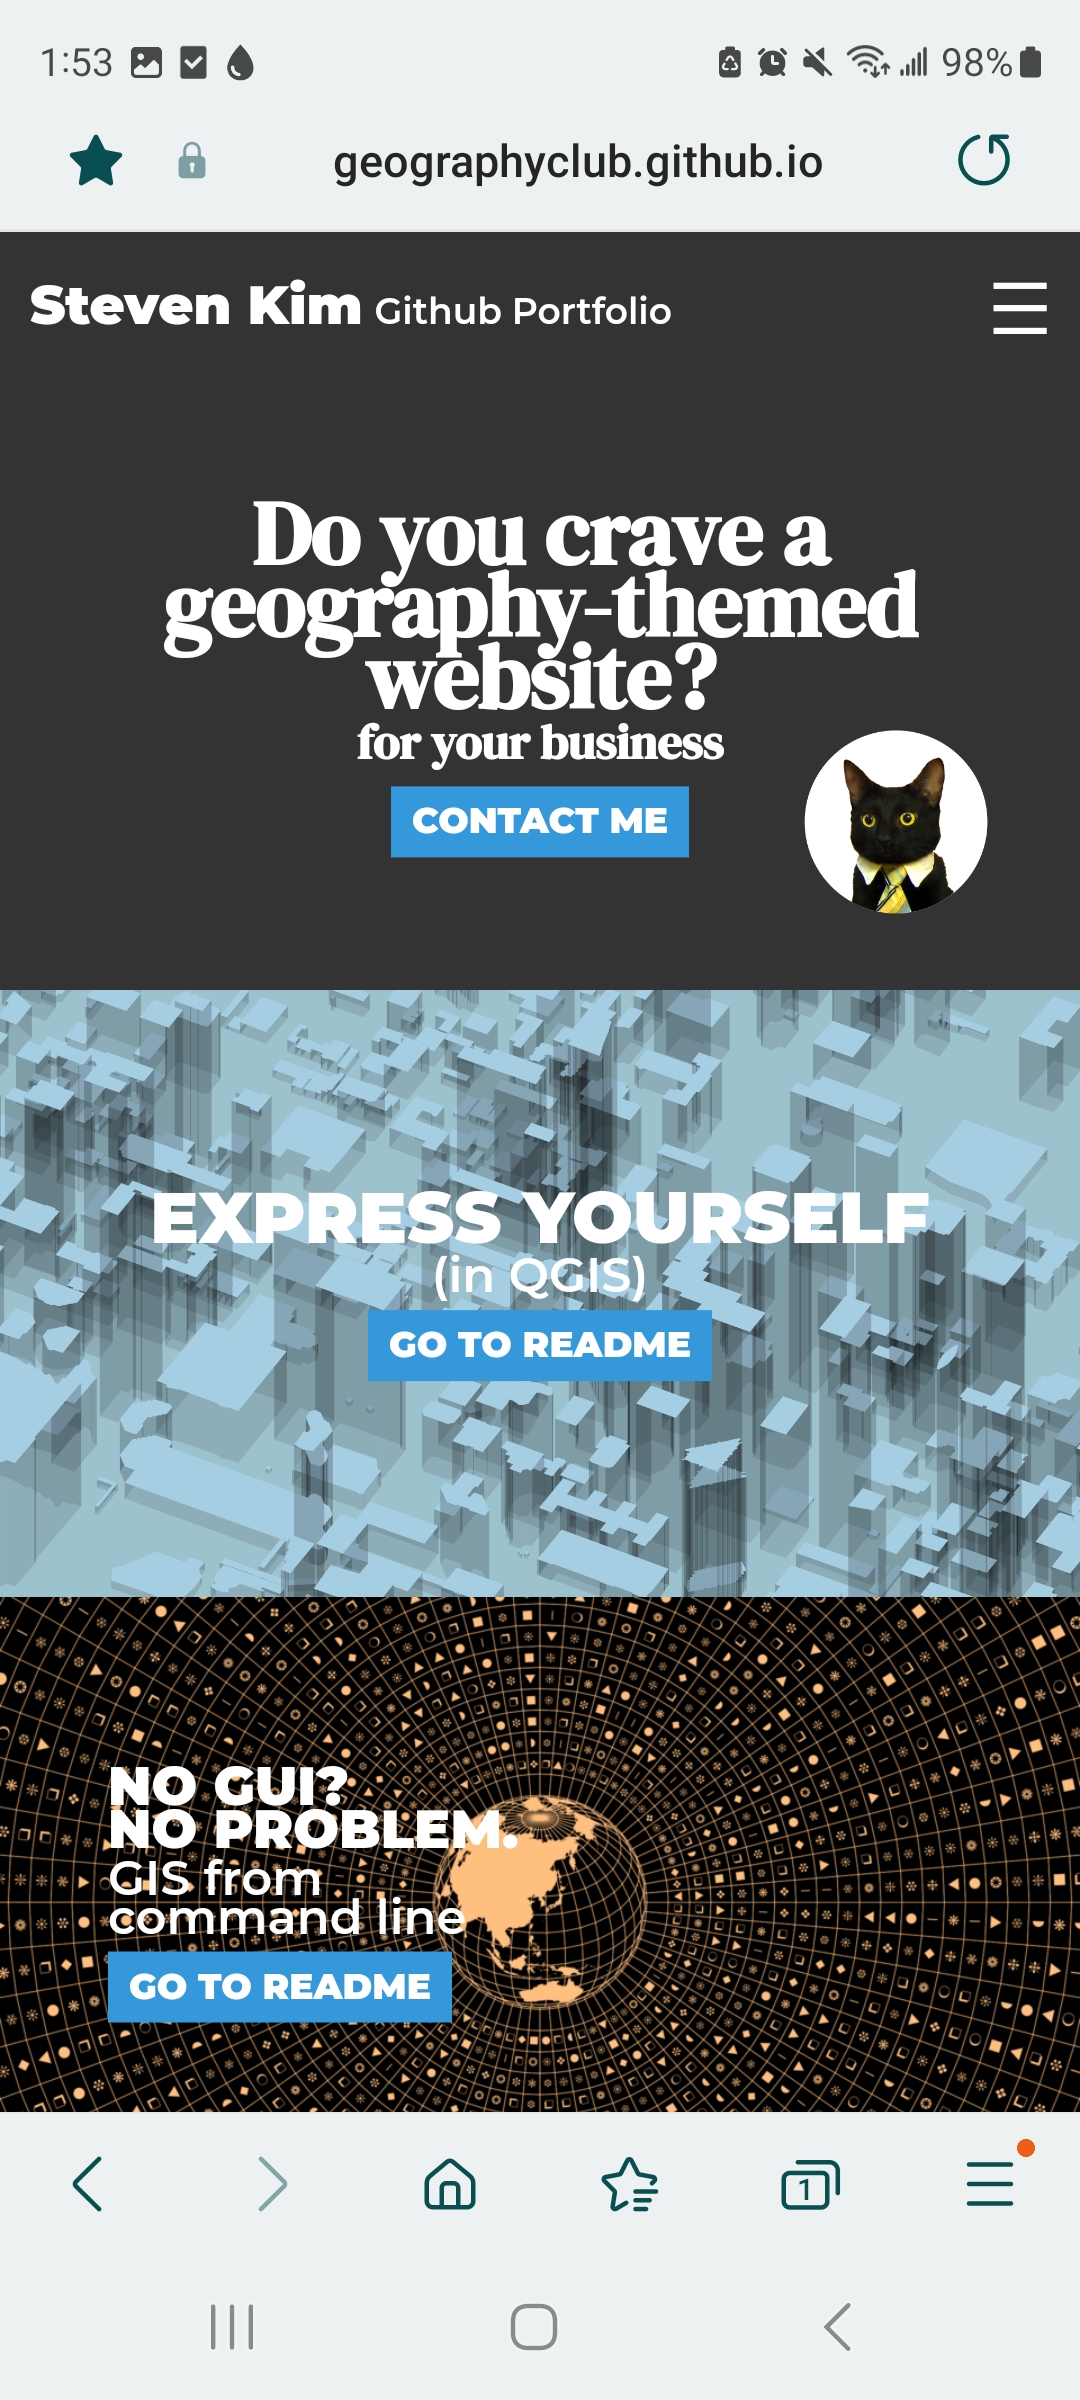 1:53
98%
geographyclub.github.io
Steven Kim Github Portfolio
Do you crave a
geography-themed
website?
for your business
CONTACT ME
EXPRESS YOURSELF
(in QGIS)
GO TO README
NO GUI?
NO PROBLEM.
GIS from
command line
GO TO README
1